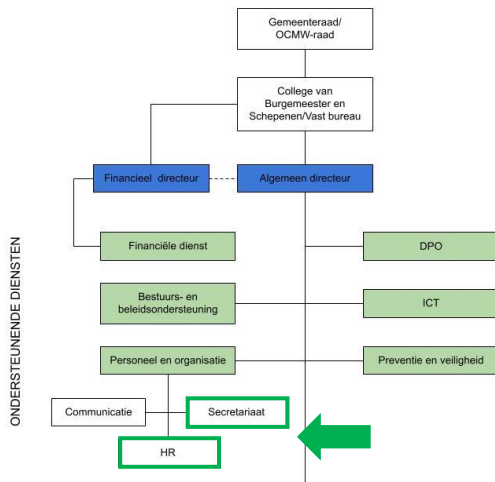 Gemeenteraad/
OCMW-raad
College van
Burgemeester en
Schepenen/Vast bureau
Financieel directeur
Algemeen directeur
ONDERSTEUNENDE DIENSTEN
Financiële dienst
DPO
Bestuurs- en
beleidsondersteuning
ICT
Personeel en organisatie
Preventie en veiligheid
Communicatie
Secretariaat
HR